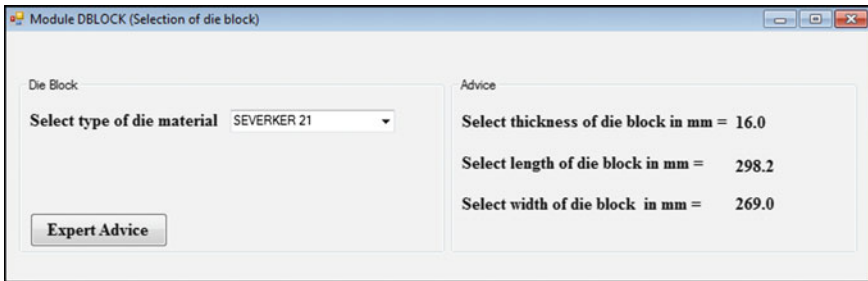 Module DBLOCK (Selection of die block)
Die Block
Select type of die material SEVERKER 21
Expert Advice
Advice
Select thickness of die block in mm = 16.0
Select length of die block in mm = 298.2
Select width of die block in mm = 269.0